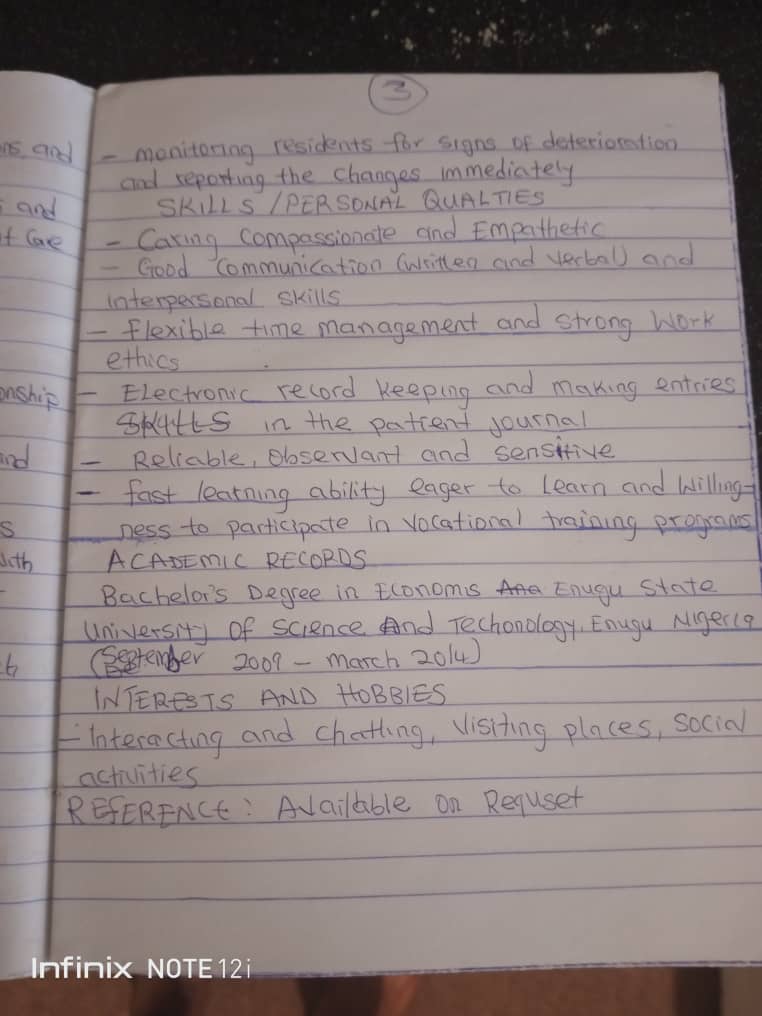 3
ns, and
- monitoring residents for signs of deterioration
and reporting the changes immediately
s and
SKILLS / PERSONAL QUALTIES
t Care
- Caring Compassionate and Empathetic
- Good Communication (written and verbal) and
interpersonal skills
- flexible time management and strong Work
ethics
onship
- Electronic record keeping and making entries
SKILLS in the patient journal
and
- Reliable, Observant and sensitive
- fast learning ability eager to learn and Willing-
s
ness to participate in vocational training programs
with
ACADEMIC RECORDS
Bachelor's Degree in Economis Ana Enugu State
University Of Science And Techonology, Enugu Nigeria
(September 2009 - March 2014)
INTERESTS AND HOBBIES
- Interacting and Chatting, Visiting places, Social
activities
REFERENCE: Available on Requset
Infinix NOTE 12i